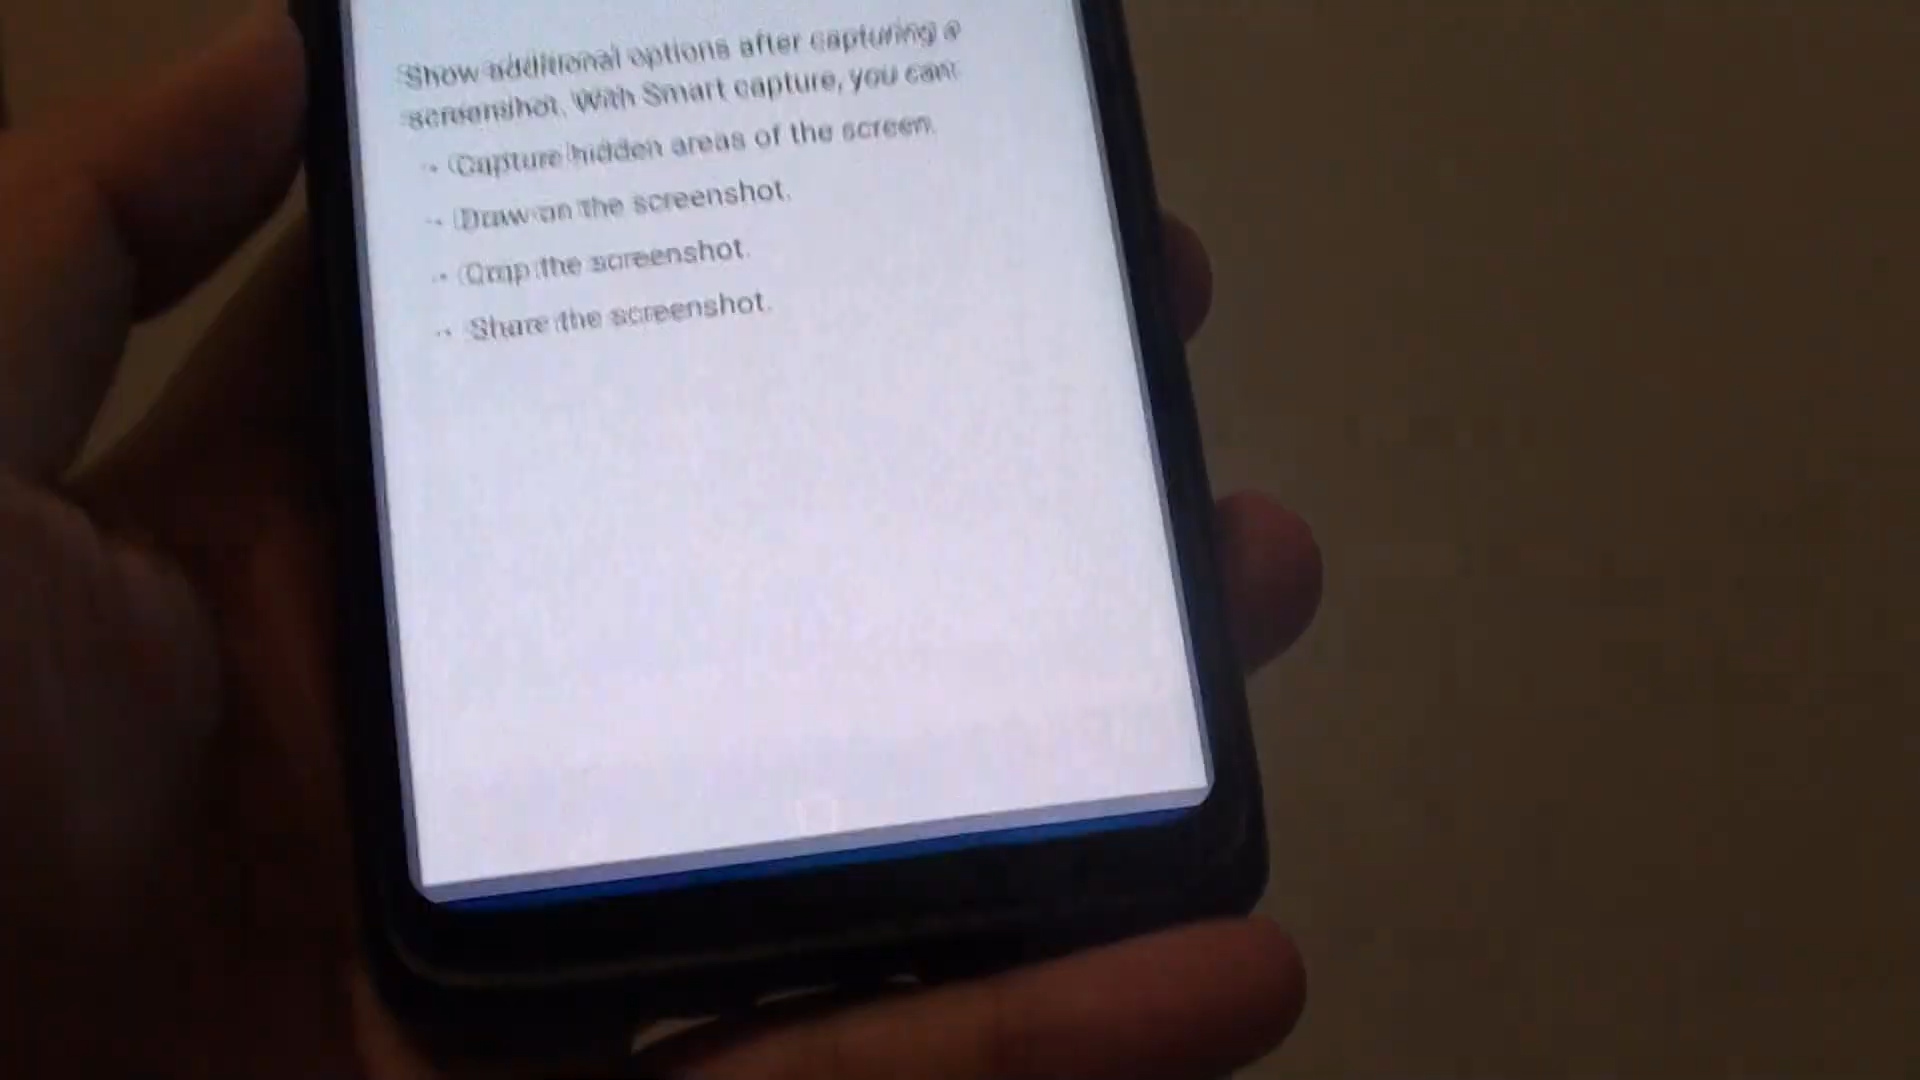 Show additional options after capturing a
screenshot. With Smart capture, you can:
• Capture hidden areas of the screen.
• Draw on the screenshot.
• Crop the screenshot.
• Share the screenshot.